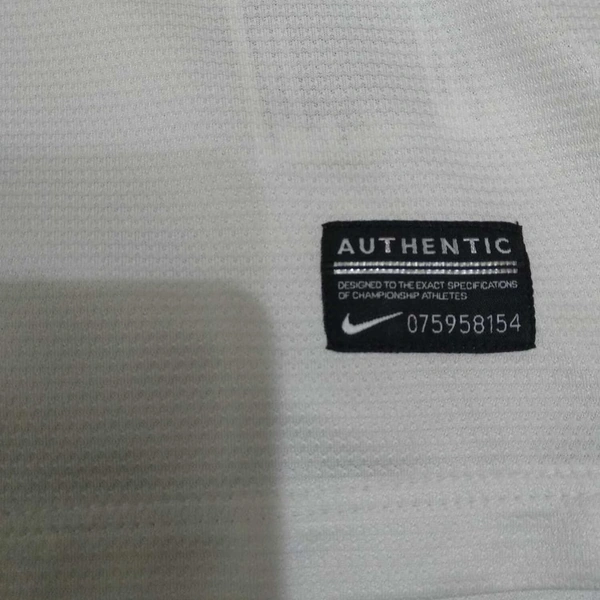 AUTHENTIC
DESIGNED TO THE EXACT SPECIFICATIONS
OF CHAMPIONSHIP ATHLETES
075958154